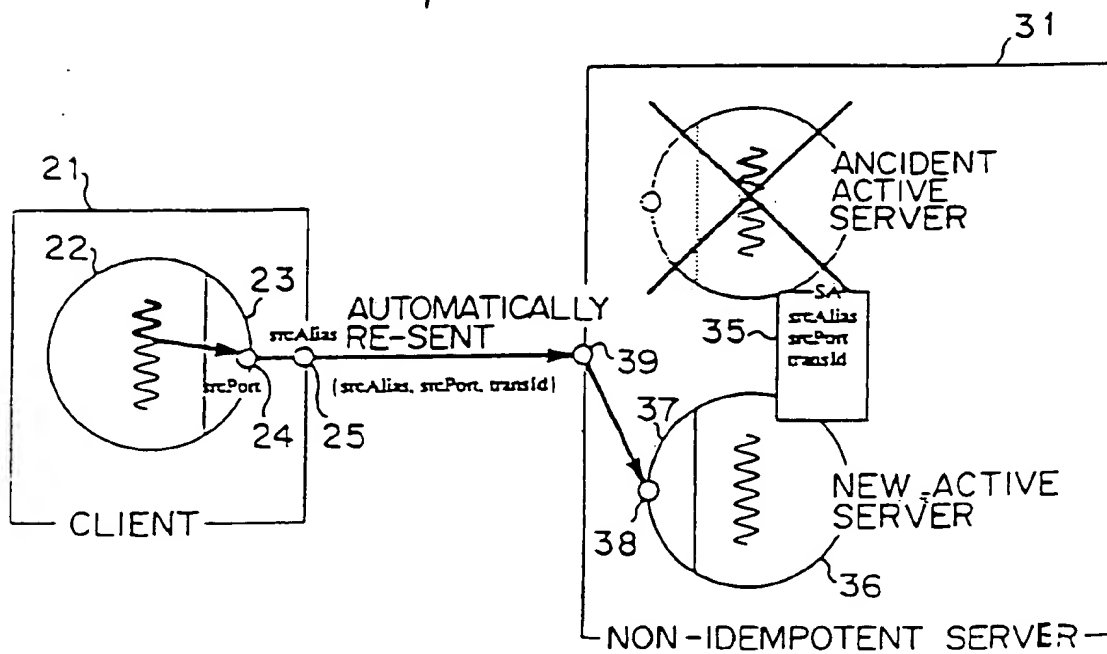 31
21
ANCIDENT
ACTIVE
SERVER
22
23
SA
35
srcAlias
srcPort
transId
AUTOMATICALLY
RE-SENT
srcAlias
39
srcPort
(srcAlias, srcPort, transId)
24
25
37
NEW-ACTIVE
SERVER
38
CLIENT
36
NON-IDEMPOTENT SERVER